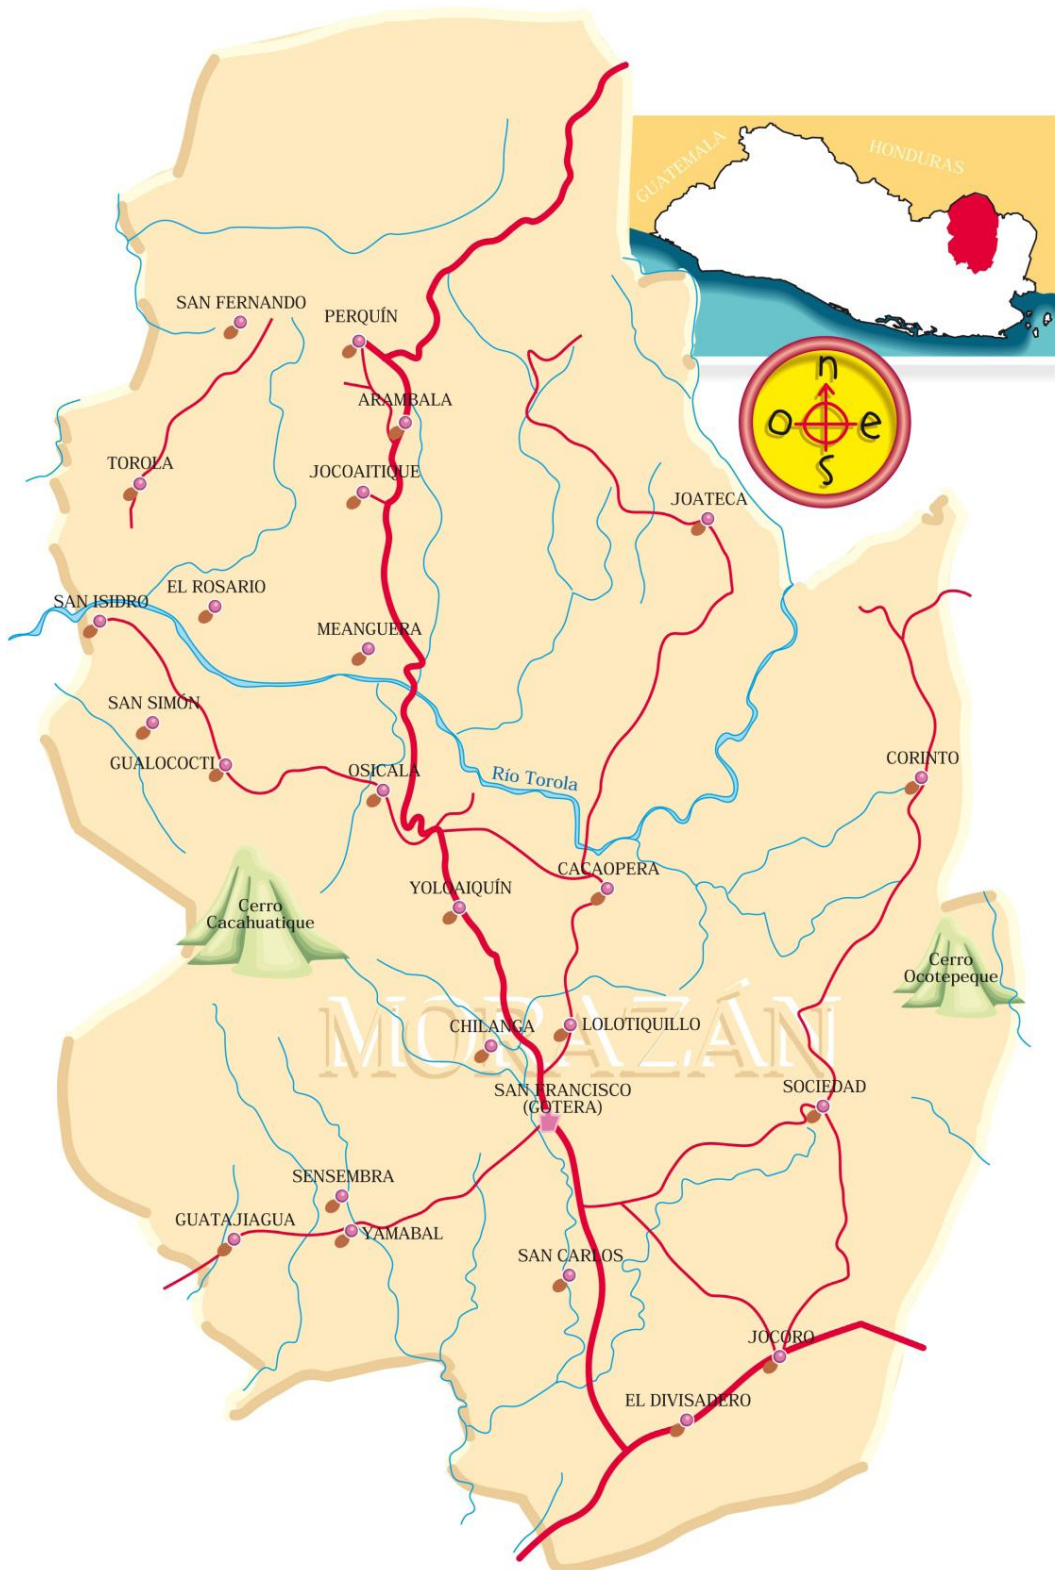 GUATEMALA
HONDURAS
n
O
e
S
SAN FERNANDO
PERQUÍN
ARAMBALA
TOROLA
JOCOAITIQUE
JOATECA
EL ROSARIO
SAN ISIDRO
MEANGUERA
SAN SIMÓN
GUALOCOCTI
OSICALA
Río Torola
CORINTO
CACAOPERA
YOLOAIQUÍN
Cerro
Cacahuatique
Cerro
Ocotepeque
MORAZÁN
CHILANGA
LOLOTIQUILLO
SAN FRANCISCO
(GOTERA)
SOCIEDAD
SENSEMBRA
GUATAJIAGUA
YAMABAL
SAN CARLOS
JOCORO
EL DIVISADERO